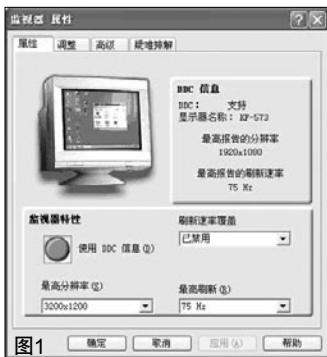 监视器 属性
属性 调整 高级 疑难排解
DDC 信息
DDC： 支持
显示器名称： KF-573
最高报告的分辨率
1920x1080
最高报告的刷新速率
75 Hz
监视器特性
使用 DDC 信息(D)
刷新速率覆盖
已禁用
最高分辨率(S)
3200x1200
最高刷新(R)
75 Hz
图1
确定 取消 应用(A) 帮助